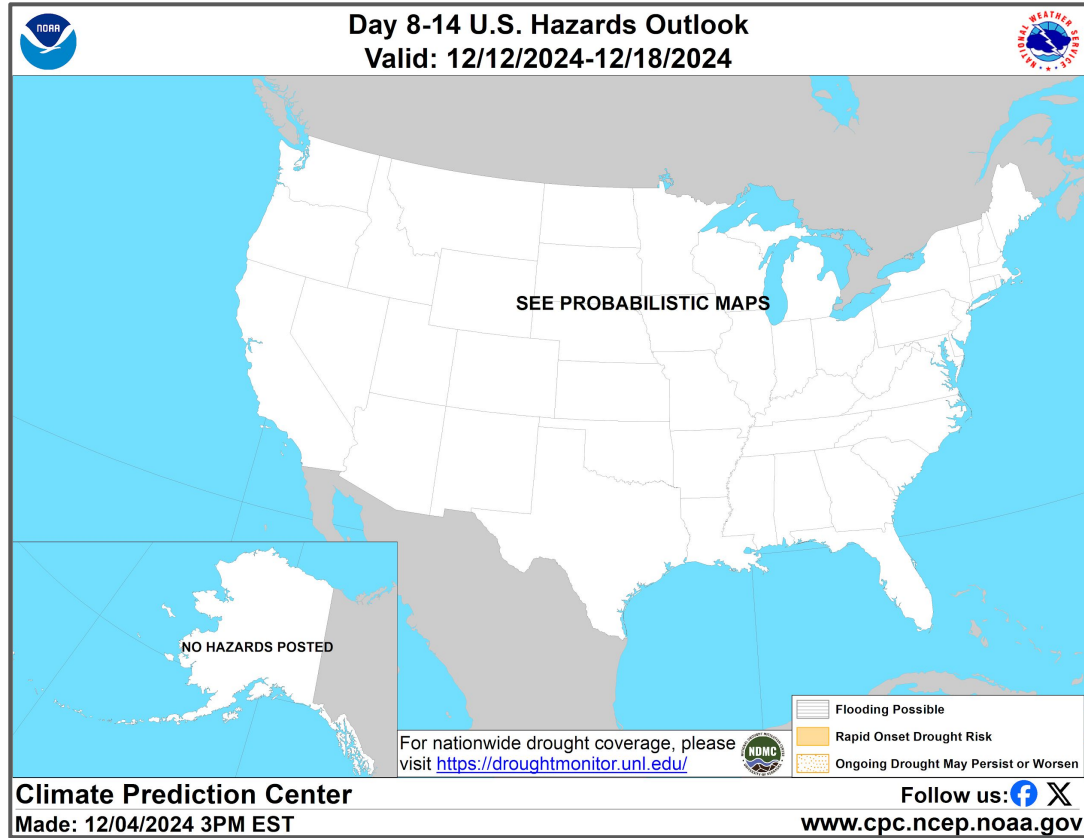 NOAA
Day 8-14 U.S. Hazards Outlook
Valid: 12/12/2024-12/18/2024
NATIONAL WEATHER SERVICE
SEE PROBABILISTIC MAPS
NO HAZARDS POSTED
For nationwide drought coverage, please
visit https://droughtmonitor.unl.edu/
NDMC
Flooding Possible
Rapid Onset Drought Risk
Ongoing Drought May Persist or Worsen
Climate Prediction Center
Follow us:
Made: 12/04/2024 3PM EST
www.cpc.ncep.noaa.gov